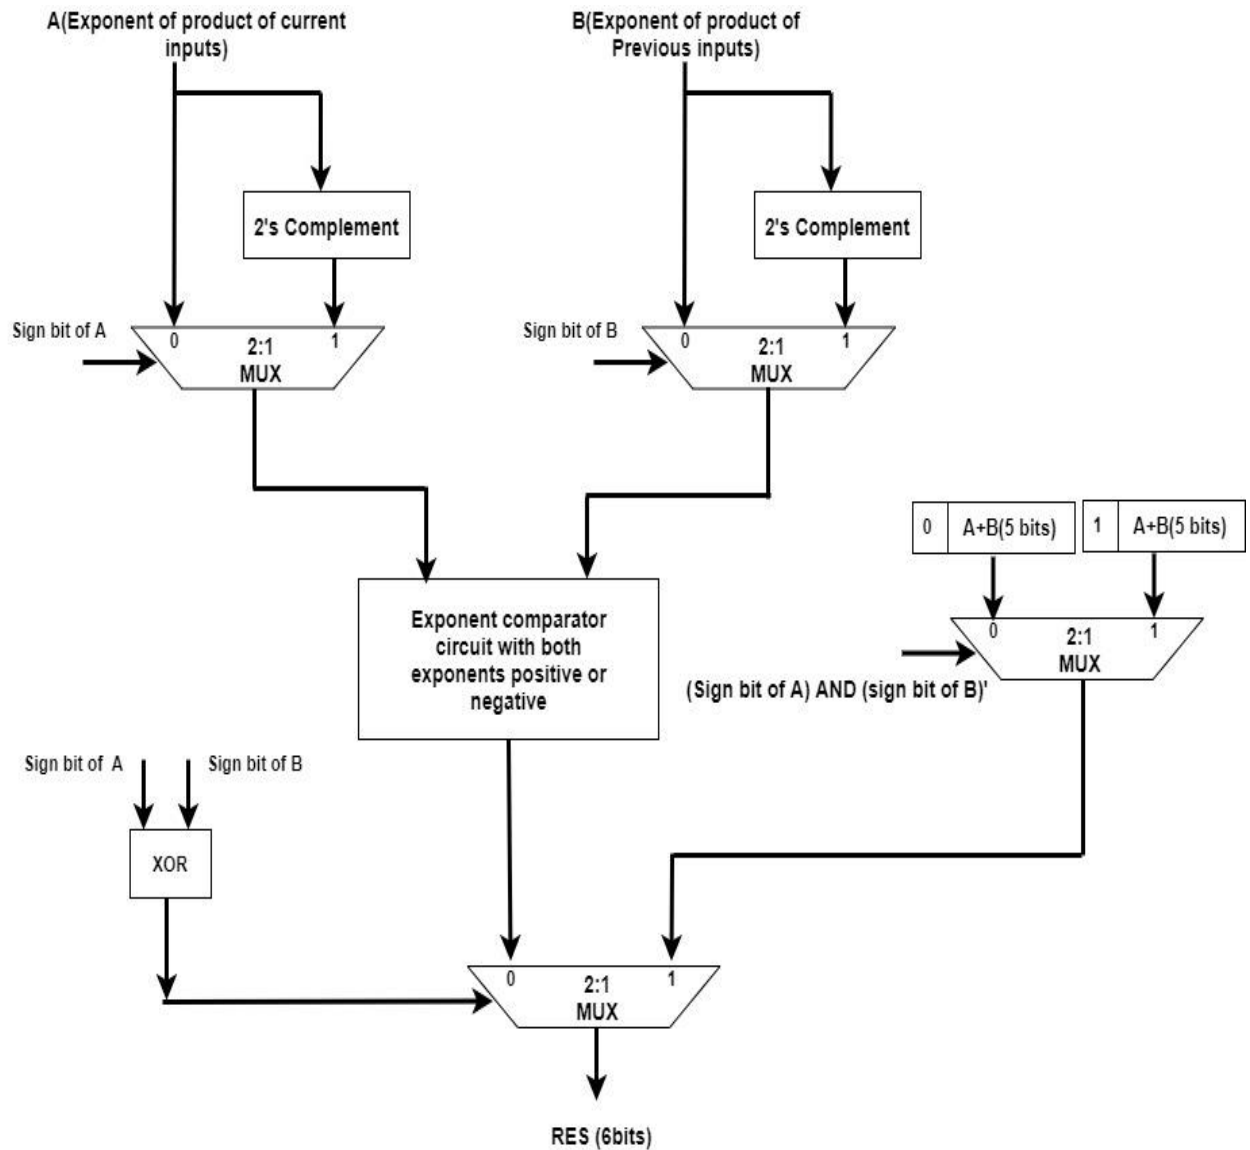 A(Exponent of product of current
inputs)
B(Exponent of product of
Previous inputs)
2's Complement
2's Complement
Sign bit of A
0
1
2:1
MUX
Sign bit of B
0
1
2:1
MUX
0
A+B(5 bits)
1
A+B(5 bits)
Exponent comparator
circuit with both
exponents positive or
negative
0
1
2:1
MUX
(Sign bit of A) AND (sign bit of B)'
Sign bit of A
Sign bit of B
XOR
0
1
2:1
MUX
RES (6bits)